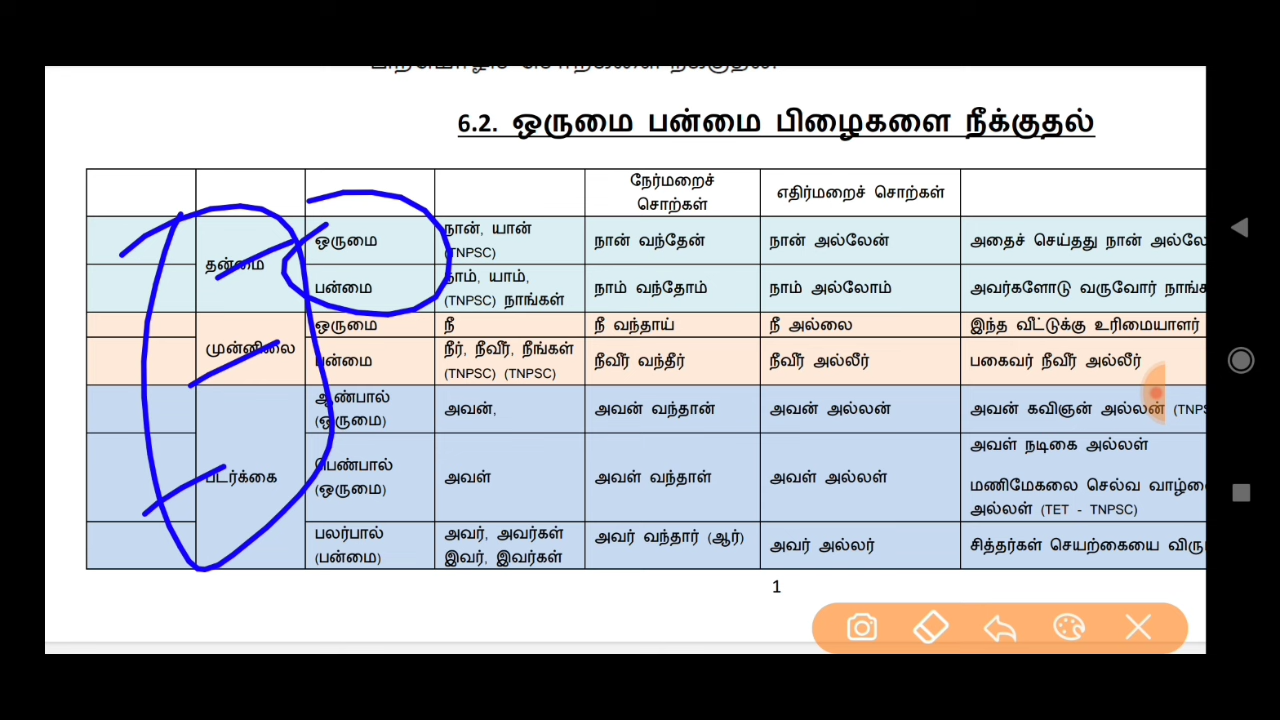 6.2. ஒருமை பன்மை பிழைகளை நீக்குதல்
நேர்மறைச் சொற்கள் எதிர்மறைச் சொற்கள்
தன்மை
ஒருமை
நான், யான் (TNPSC)
நான் வந்தேன்
நான் அல்லேன்
அதைச் செய்தது நான்
பன்மை
நாம், யாம், (TNPSC) நாங்கள்
நாம் வந்தோம்
நாம் அல்லோம்
அவர்களோடு வருவோர்
முன்னிலை
ஒருமை
நீ
நீ வந்தாய்
நீ அல்லை
இந்த வீட்டுக்கு உரிமையாளர்
பன்மை
நீர், நீவிர், நீங்கள்
(TNPSC) (TNPSC)
நீவிர் வந்தீர்
நீவிர் அல்லீர்
பகைவர் நீவிர் அல்லீர்
படர்க்கை
ஆண்பால்
(ஒருமை)
அவன்,
அவன் வந்தான்
அவன் அல்லன்
அவன் கவிஞன் அல்லன்
பெண்பால்
(ஒருமை)
அவள்
அவள் வந்தாள்
அவள் அல்லள்
அவள் நடிகை அல்லள்
மணிமேகலை செல்வ
அல்லள் (TET - TNPSC)
பலர்பால்
(பன்மை)
அவர், அவர்கள்
இவர், இவர்கள்
அவர் வந்தார் (ஆர்)
அவர் அல்லர்
சித்தர்கள் செயற்கையை
1